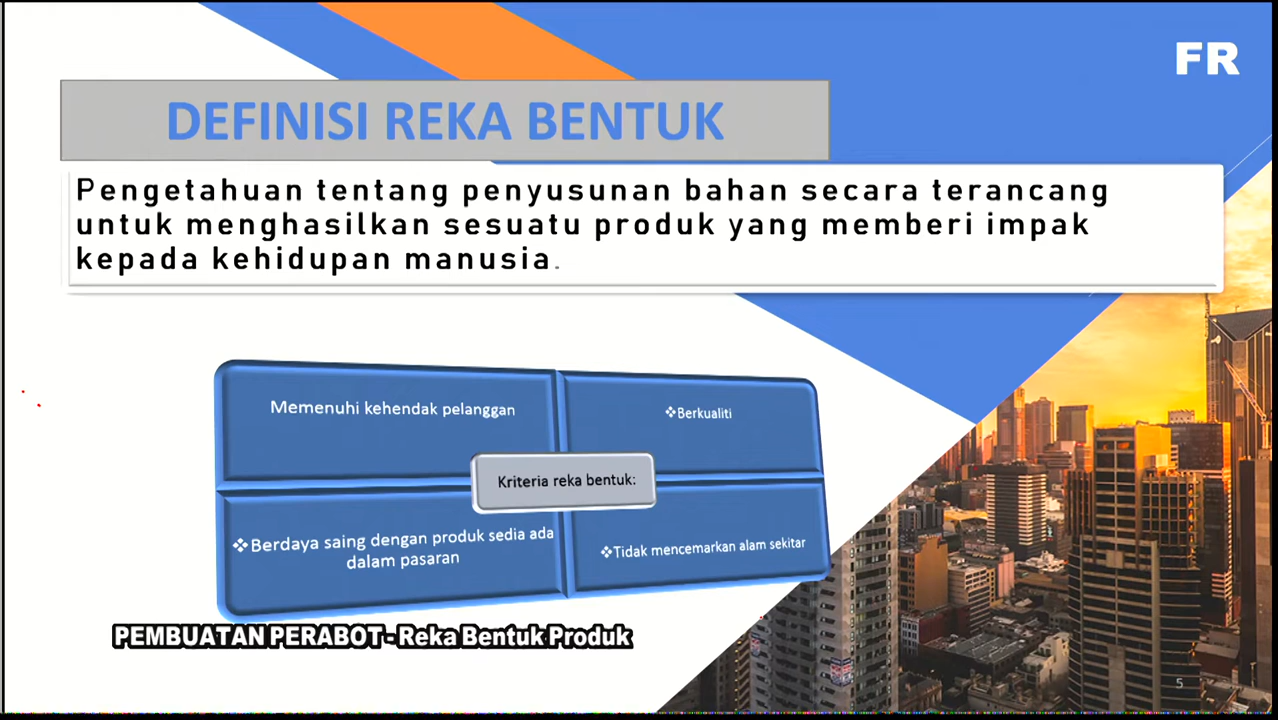 FR
DEFINISI REKA BENTUK
Pengetahuan tentang penyusunan bahan secara terancang
untuk menghasilkan sesuatu produk yang memberi impak
kepada kehidupan manusia.
Memenuhi kehendak pelanggan
❖Berkualiti
Kriteria reka bentuk:
❖Berdaya saing dengan produk sedia ada
dalam pasaran
❖Tidak mencemarkan alam sekitar
PEMBUATAN PERABOT - Reka Bentuk Produk
5